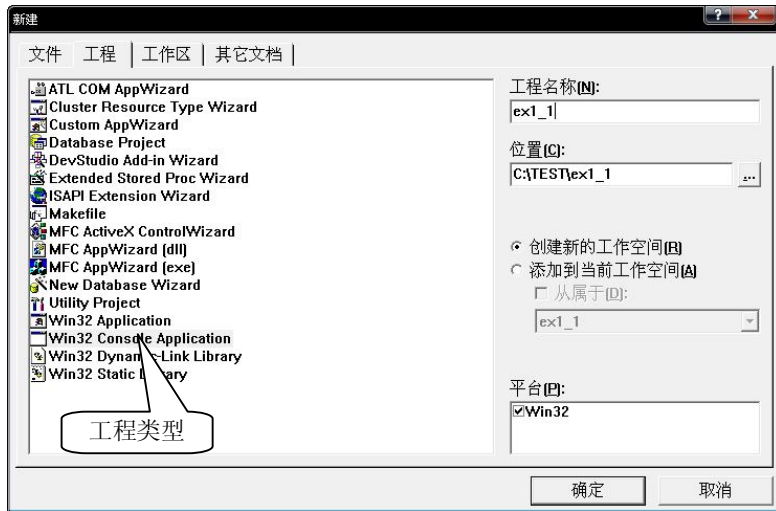 新建
文件 工程 工作区 其它文档
ATL COM AppWizard
Cluster Resource Type Wizard
Custom AppWizard
Database Project
DevStudio Add-in Wizard
Extended Stored Proc Wizard
ISAPI Extension Wizard
Makefile
MFC ActiveX ControlWizard
MFC AppWizard (dll)
MFC AppWizard (exe)
New Database Wizard
Utility Project
Win32 Application
Win32 Console Application
Win32 Dynamic-Link Library
Win32 Static Library
工程类型
工程名称(N):
ex1_1
位置(C):
C:\TEST\ex1_1
...
创建新的工作空间(R)
添加到当前工作空间(A)
从属于(D):
ex1_1
平台(P):
Win32
确定 取消